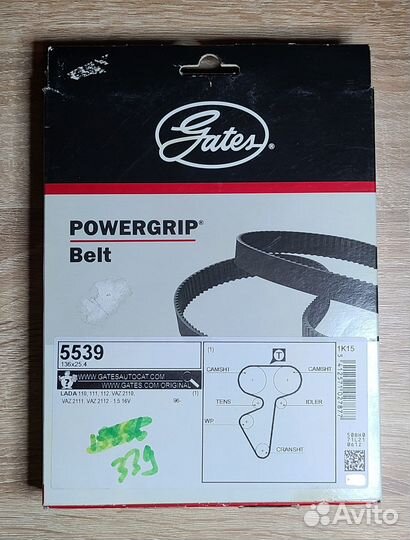 Gates®
POWERGRIP®
Belt
5539
136x25.4
WWW.GATESAUTOCAT.COM
WWW.GATES.COM/ORIGINAL
LADA 110, 111, 112, VAZ 2110, (1)
VAZ 2111, VAZ 2112 - 1.5 16V 96-
339
(1)
T
CAMSHT CAMSHT
TENS IDLER
WP
CRANSHT
1K15
Avito